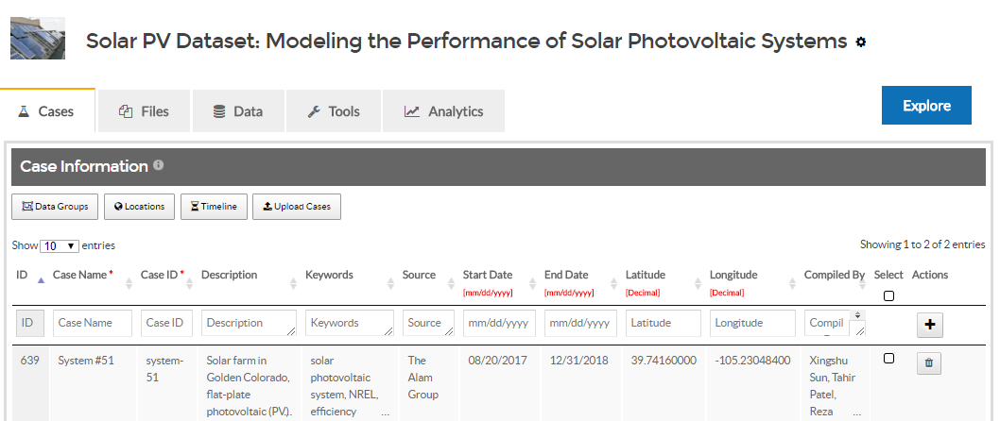 Solar PV Dataset: Modeling the Performance of Solar Photovoltaic Systems
Cases Files Data Tools Analytics Explore
Case Information
Data Groups Locations Timeline Upload Cases
Show 10 entries Showing 1 to 2 of 2 entries
ID Case Name * Case ID * Description Keywords Source Start Date End Date Latitude Longitude Compiled By Select Actions
[mm/dd/yyyy] [mm/dd/yyyy] [Decimal] [Decimal]
ID Case Name Case ID Description Keywords Source mm/dd/yyyy mm/dd/yyyy Latitude Longitude Compil
639 System #51 system- Solar farm in solar The 08/20/2017 12/31/2018 39.74160000 -105.23048400 Xingshu
51 Golden Colorado, photovoltaic Alam Sun, Tahir
flat-plate system, NREL, Group Patel,
photovoltaic (PV). efficiency ... Reza ...